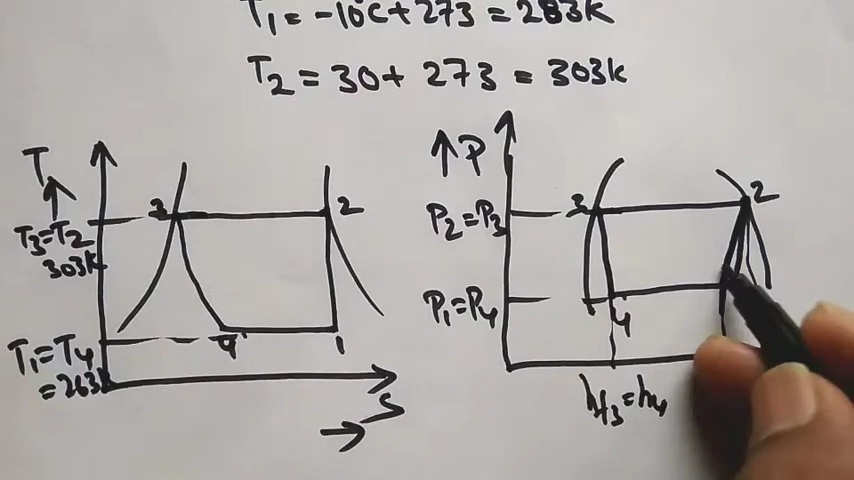 T1 = -10C+273 = 283K
T2 = 30+ 273 = 303K
T
3
2
T3=T2
303K
T1=T4
=263K
4
1
S
P
3
2
P2=P3
P1=P4
4
hf3=h4